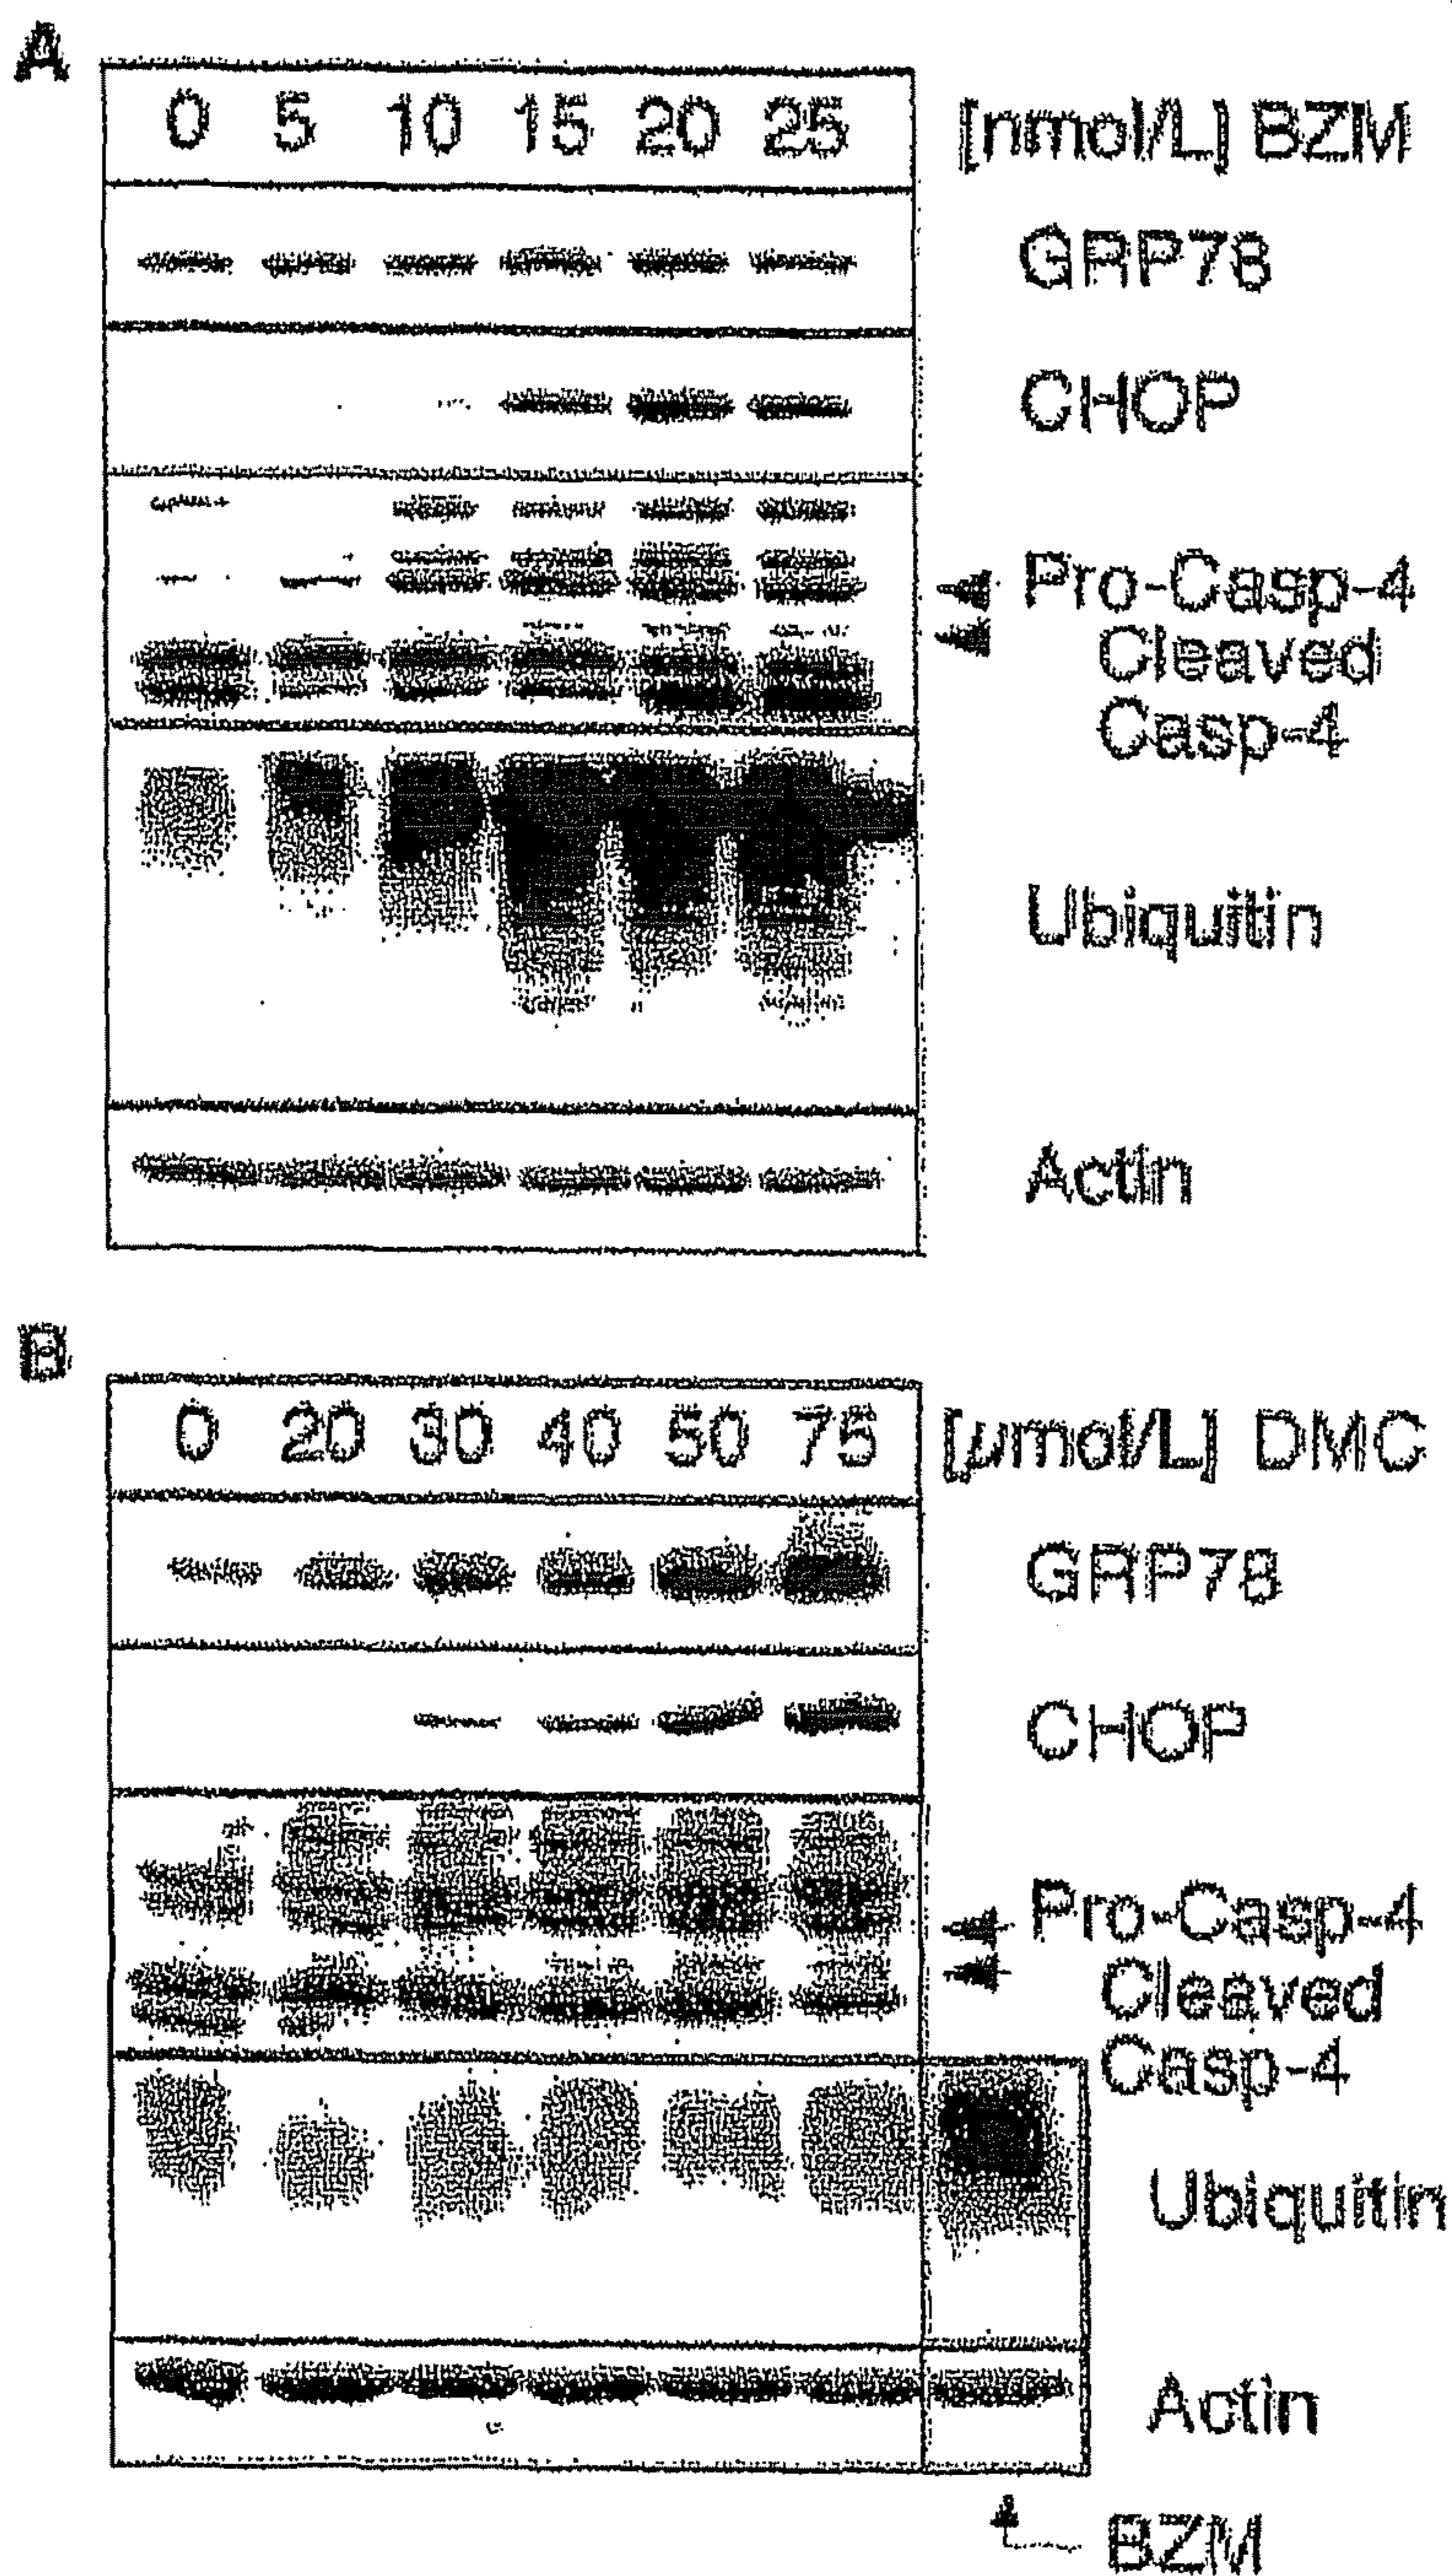 A
0 5 10 15 20 25 [nmol/L] BZM
GRP78
CHOP
Pro-Casp-4
Cleaved
Casp-4
Ubiquitin
Actin
B
0 20 30 40 50 75 [µmol/L] DMC
GRP78
CHOP
Pro-Casp-4
Cleaved
Casp-4
Ubiquitin
Actin
BZM